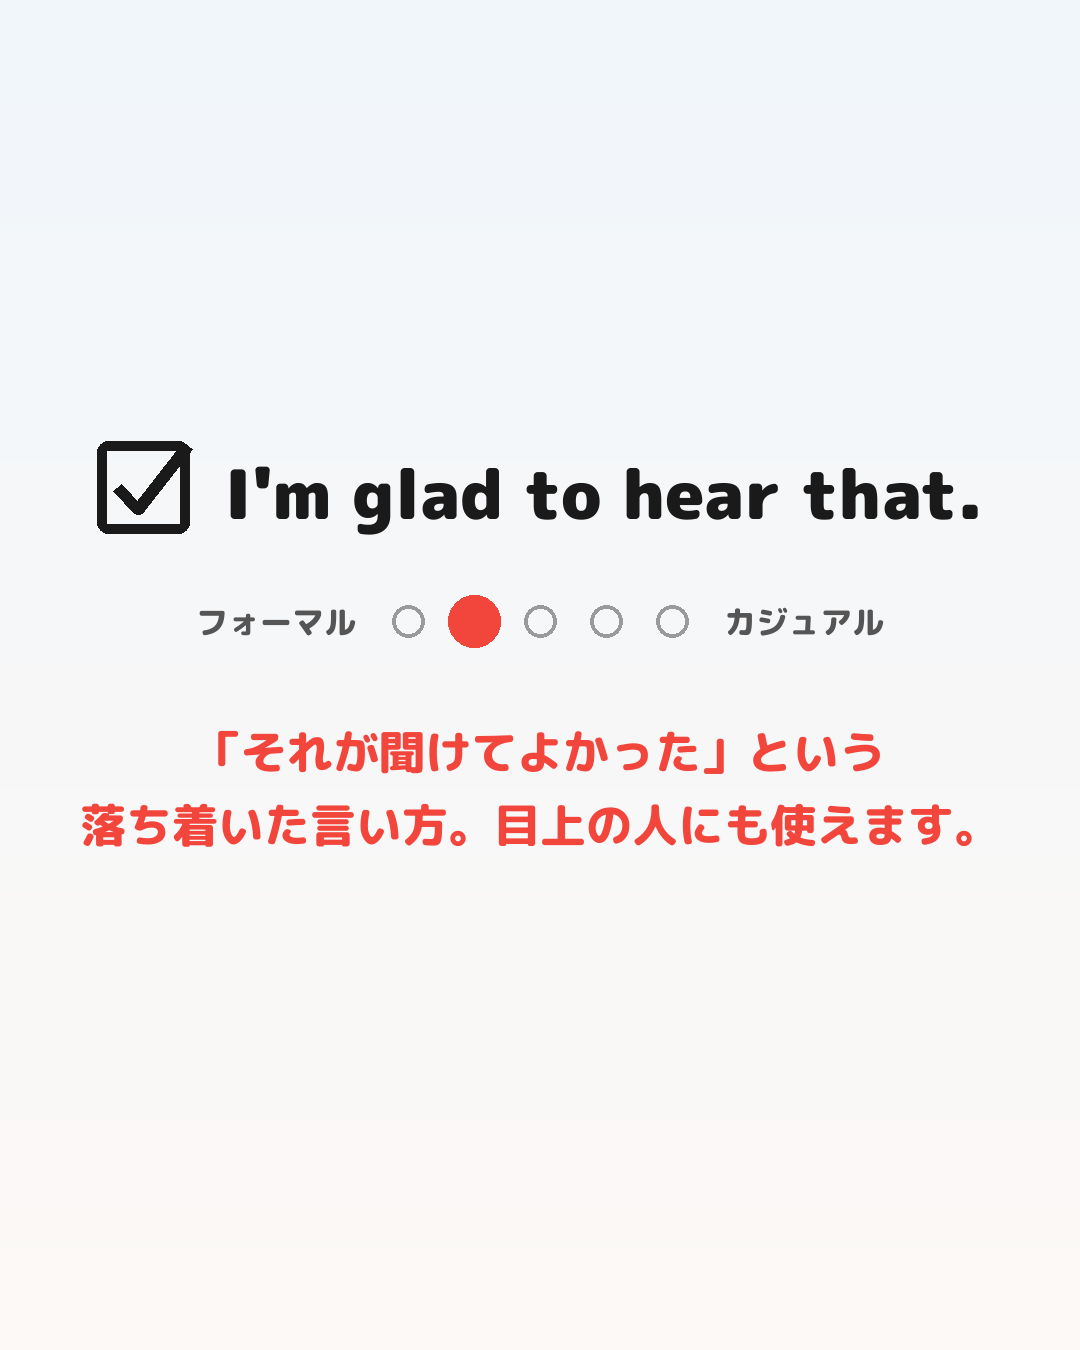 I'm glad to hear that.
フォーマル カジュアル
「それが聞けてよかった」という
落ち着いた言い方。目上の人にも使えます。